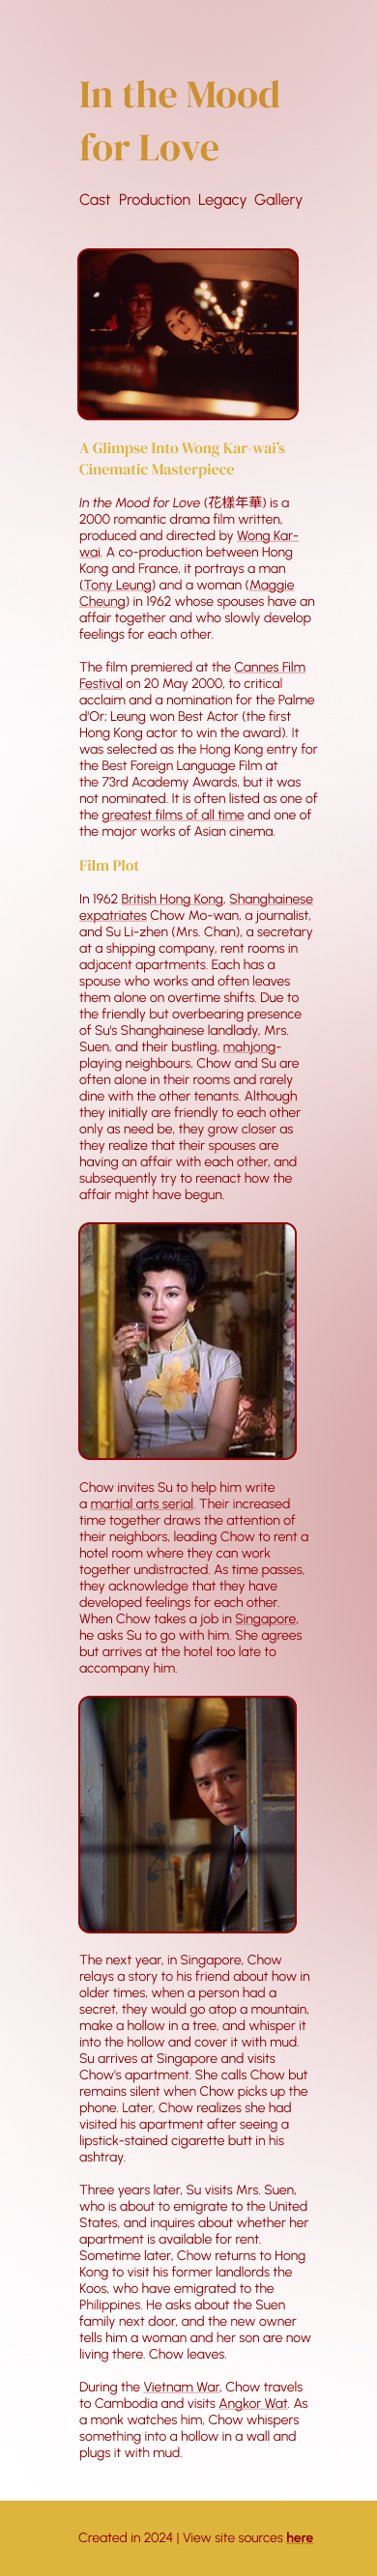 In the Mood
for Love
Cast Production Legacy Gallery
A Glimpse Into Wong Kar-wai's
Cinematic Masterpiece
In the Mood for Love (花樣年華) is a
2000 romantic drama film written,
produced and directed by Wong Kar-
wai. A co-production between Hong
Kong and France, it portrays a man
(Tony Leung) and a woman (Maggie
Cheung) in 1962 whose spouses have an
affair together and who slowly develop
feelings for each other.
The film premiered at the Cannes Film
Festival on 20 May 2000, to critical
acclaim and a nomination for the Palme
d'Or; Leung won Best Actor (the first
Hong Kong actor to win the award). It
was selected as the Hong Kong entry for
the Best Foreign Language Film at
the 73rd Academy Awards, but it was
not nominated. It is often listed as one of
the greatest films of all time and one of
the major works of Asian cinema.
Film Plot
In 1962 British Hong Kong, Shanghainese
expatriates Chow Mo-wan, a journalist,
and Su Li-zhen (Mrs. Chan), a secretary
at a shipping company, rent rooms in
adjacent apartments. Each has a
spouse who works and often leaves
them alone on overtime shifts. Due to
the friendly but overbearing presence
of Su's Shanghainese landlady, Mrs.
Suen, and their bustling, mahjong-
playing neighbours, Chow and Su are
often alone in their rooms and rarely
dine with the other tenants. Although
they initially are friendly to each other
only as need be, they grow closer as
they realize that their spouses are
having an affair with each other, and
subsequently try to reenact how the
affair might have begun.
Chow invites Su to help him write
a martial arts serial. Their increased
time together draws the attention of
their neighbors, leading Chow to rent a
hotel room where they can work
together undistracted. As time passes,
they acknowledge that they have
developed feelings for each other.
When Chow takes a job in Singapore,
he asks Su to go with him. She agrees
but arrives at the hotel too late to
accompany him.
The next year, in Singapore, Chow
relays a story to his friend about how in
older times, when a person had a
secret, they would go atop a mountain,
make a hollow in a tree, and whisper it
into the hollow and cover it with mud.
Su arrives at Singapore and visits
Chow's apartment. She calls Chow but
remains silent when Chow picks up the
phone. Later, Chow realizes she had
visited his apartment after seeing a
lipstick-stained cigarette butt in his
ashtray.
Three years later, Su visits Mrs. Suen,
who is about to emigrate to the United
States, and inquires about whether her
apartment is available for rent.
Sometime later, Chow returns to Hong
Kong to visit his former landlords the
Koos, who have emigrated to the
Philippines. He asks about the Suen
family next door, and the new owner
tells him a woman and her son are now
living there. Chow leaves.
During the Vietnam War, Chow travels
to Cambodia and visits Angkor Wat. As
a monk watches him, Chow whispers
something into a hollow in a wall and
plugs it with mud.
Created in 2024 | View site sources here